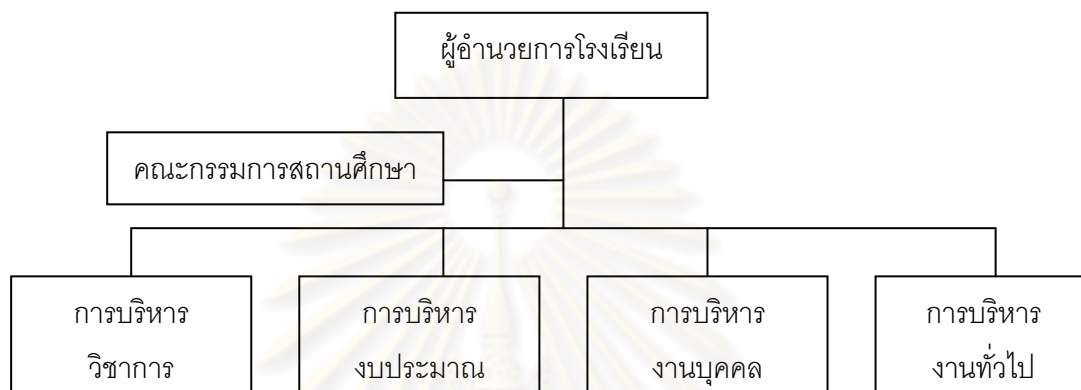 ผู้อำนวยการโรงเรียน
คณะกรรมการสถานศึกษา
การบริหาร
วิชาการ
การบริหาร
งบประมาณ
การบริหาร
งานบุคคล
การบริหาร
งานทั่วไป